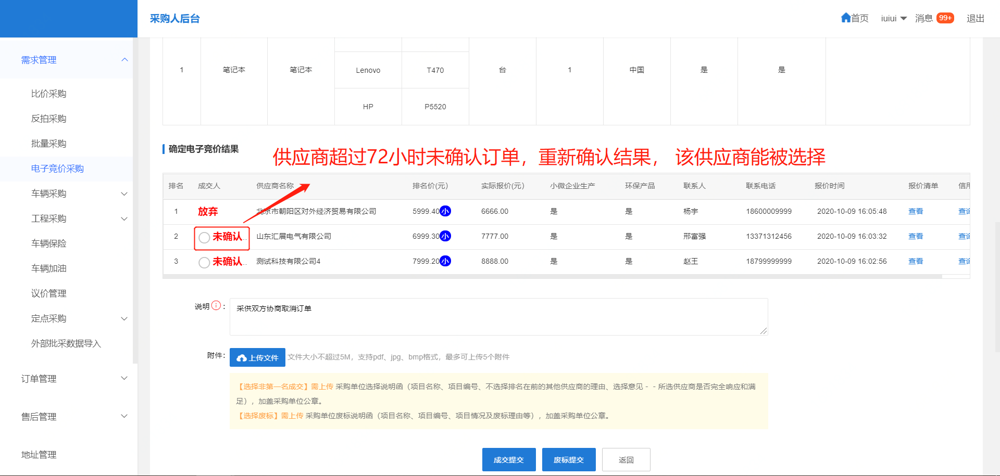 采购人后台
首页 iuiui 消息 99+ 退出
需求管理
比价采购
反拍采购
批量采购
电子竞价采购
车辆采购
工程采购
车辆保险
车辆加油
议价管理
定点采购
外部批采数据导入
订单管理
售后管理
地址管理
1 笔记本 笔记本 Lenovo T470 台 1 中国 是 是
HP P5520
确定电子竞价结果
供应商超过72小时未确认订单，重新确认结果， 该供应商能被选择
排名 成交人 供应商名称 排名价(元) 实际报价(元) 小微企业生产 环保产品 联系人 联系电话 报价时间 报价清单 信用
1 放弃 北京市朝阳区对外经济贸易有限公司 5999.40 小 6666.00 是 是 杨宇 18600009999 2020-10-09 16:05:48 查看 查询
2 未确认... 山东汇展电气有限公司 6999.30 小 7777.00 是 是 邢富强 13371312456 2020-10-09 16:03:32 查看 查询
3 未确认... 测试科技有限公司4 7999.20 小 8888.00 是 是 赵王 18799999999 2020-10-09 16:02:56 查看 查询
说明 ：
采供双方协商取消订单
附件：
上传文件 文件大小不超过5M，支持pdf、jpg、bmp格式，最多可上传5个附件
【选择非第一名成交】需上传 采购单位选择说明函（项目名称、项目编号、不选择排名在前的其他供应商的理由、选择意见 - - 所选供应商是否完全响应和满
足），加盖采购单位公章。
【选择废标】需上传 采购单位废标说明函（项目名称、项目编号、项目情况及废标理由等），加盖采购单位公章。
成交提交 废标提交 返回